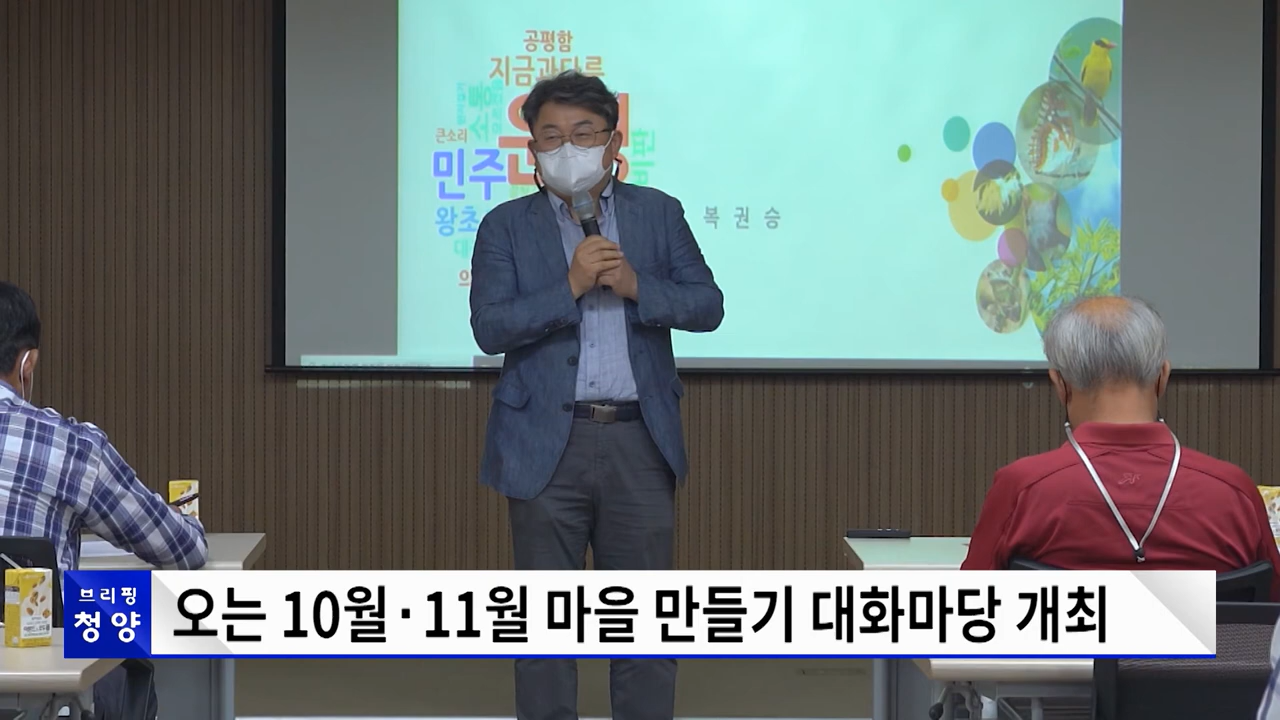 공평함
지금과다른
소통
큰소리
민주
왕초
복권승
브리핑
청양
오는 10월·11월 마을 만들기 대화마당 개최